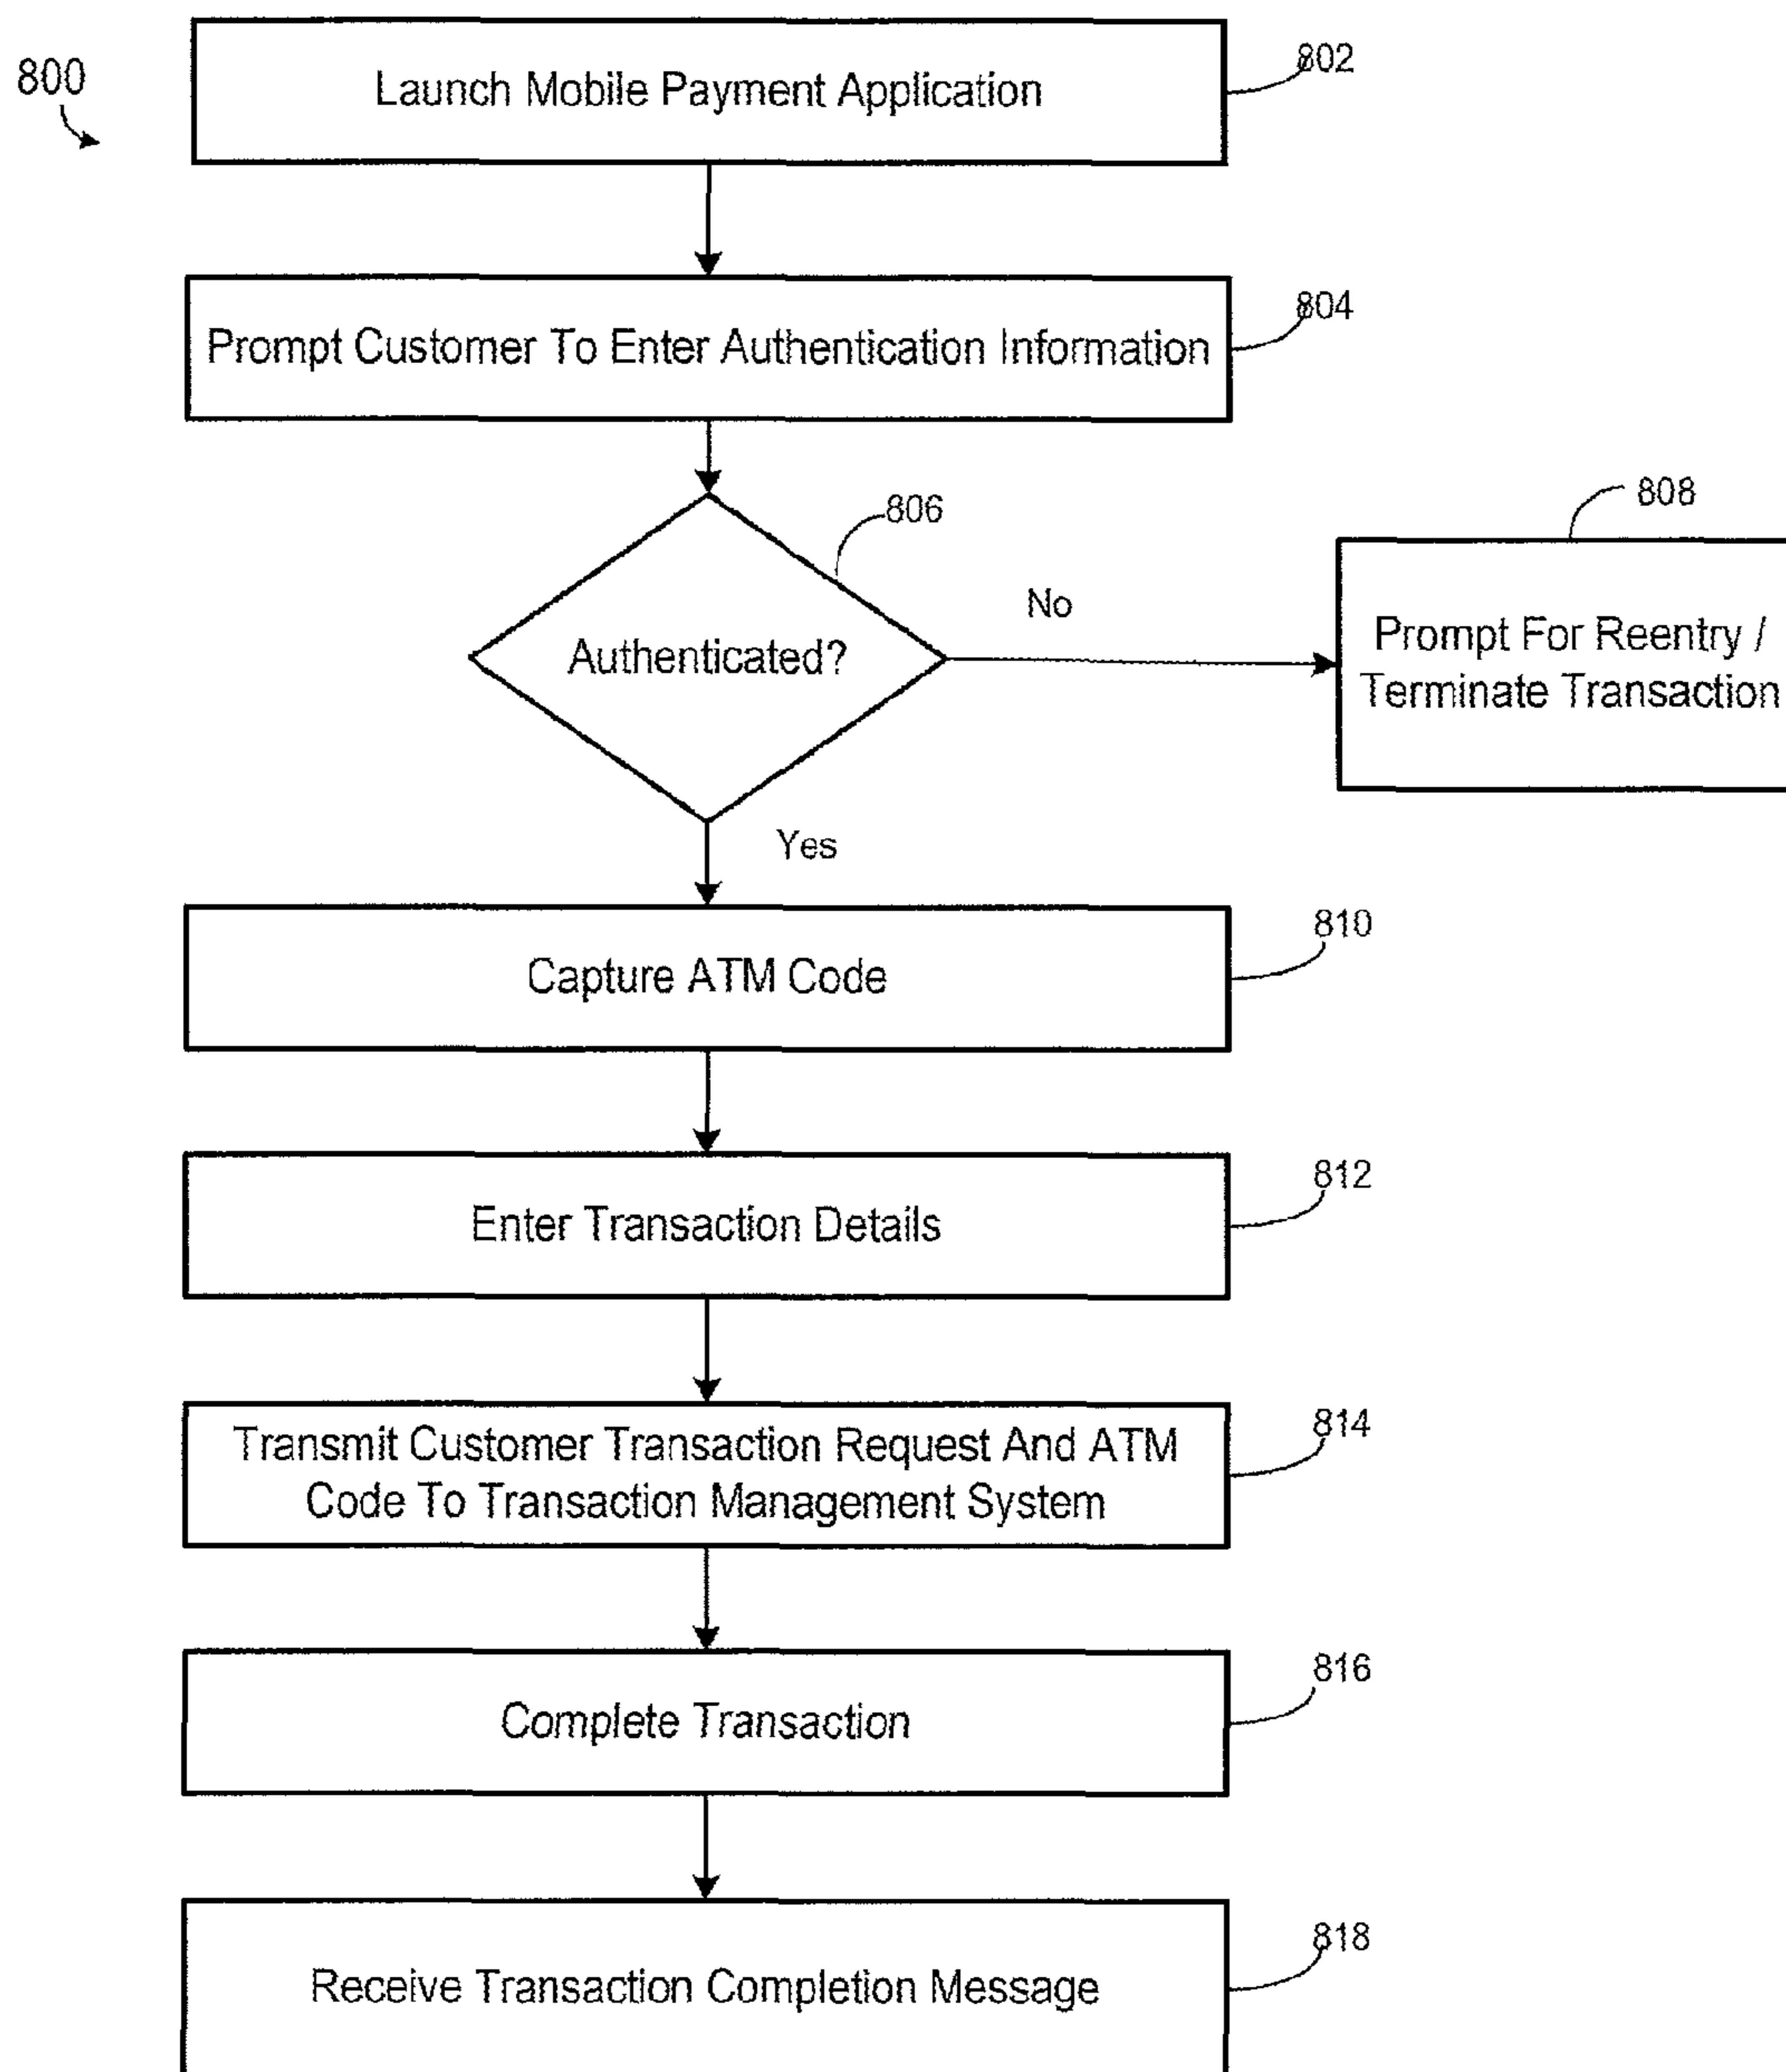 800
Launch Mobile Payment Application
802
Prompt Customer To Enter Authentication Information
804
Authenticated?
806
No
808
Prompt For Reentry /
Terminate Transaction
Yes
Capture ATM Code
810
Enter Transaction Details
812
Transmit Customer Transaction Request And ATM
Code To Transaction Management System
814
Complete Transaction
816
Receive Transaction Completion Message
818